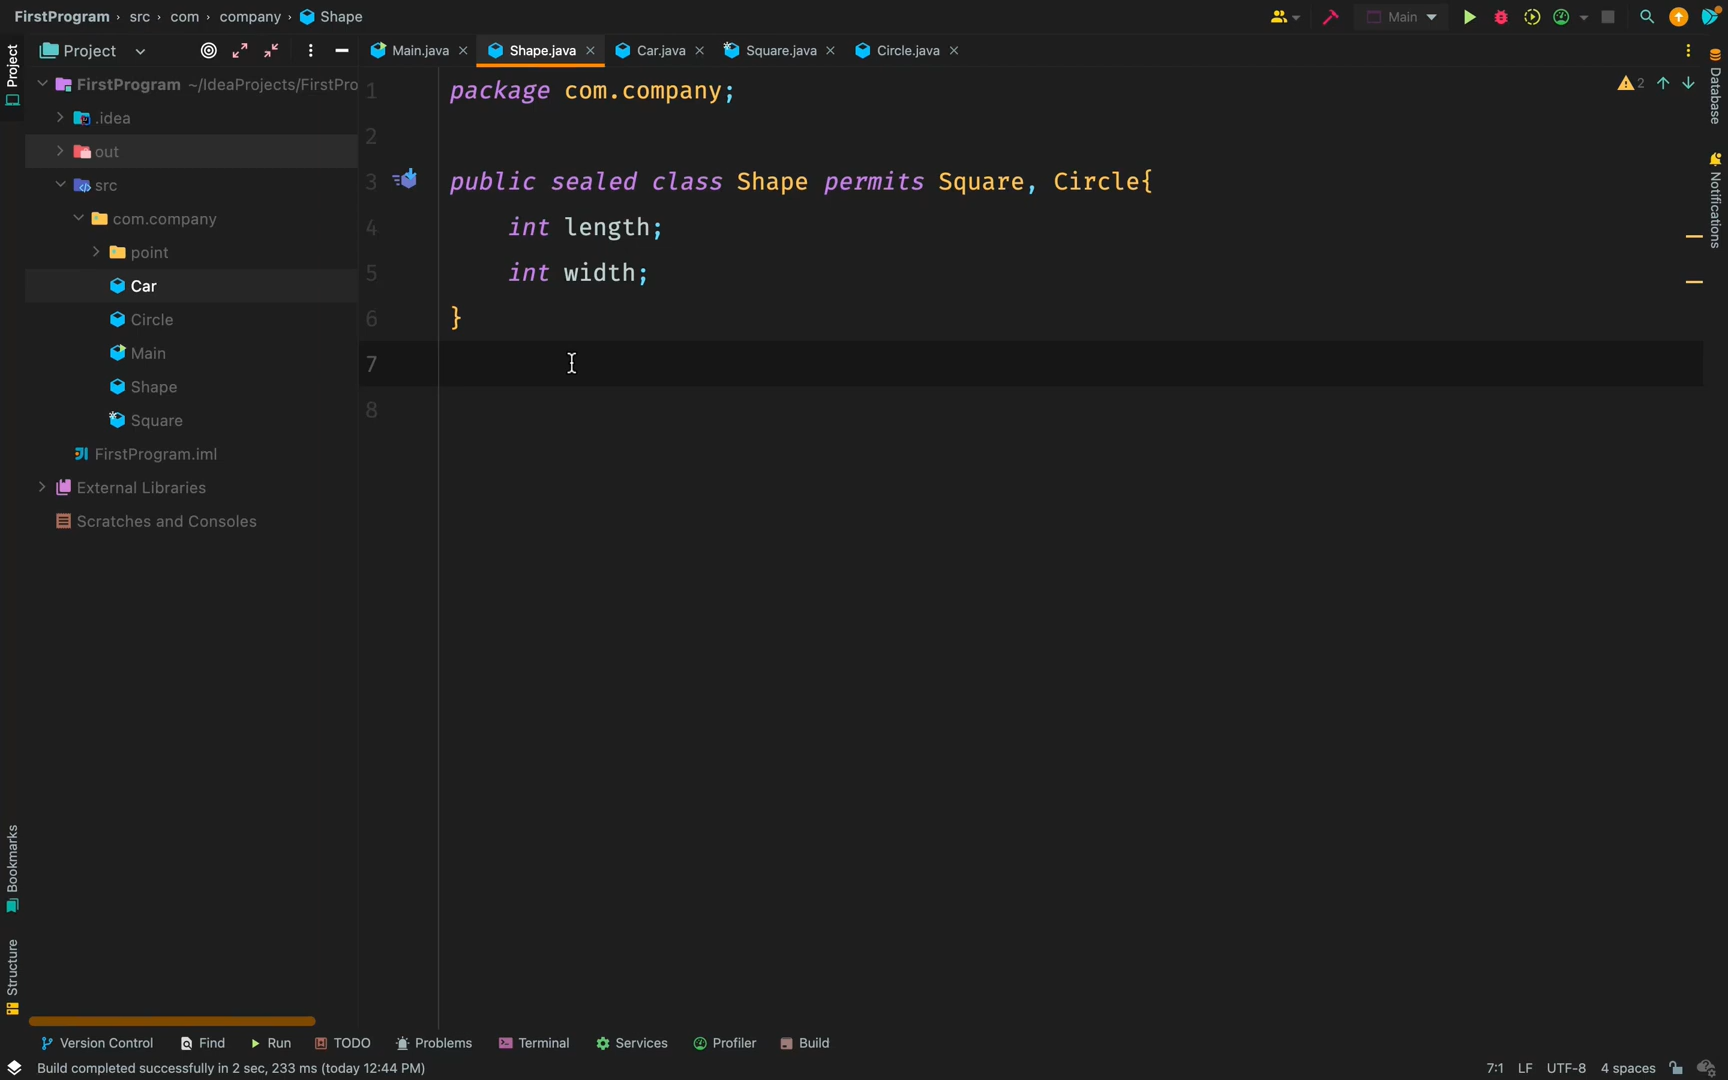 FirstProgram › src › com › company › Shape
Main
Project
Project
Main.java
Shape.java
Car.java
Square.java
Circle.java
FirstProgram ~/IdeaProjects/FirstPro
.idea
out
src
com.company
point
Car
Circle
Main
Shape
Square
FirstProgram.iml
External Libraries
Scratches and Consoles
1 package com.company;
2
3 public sealed class Shape permits Square, Circle{
4 int length;
5 int width;
6 }
7
8
2
Database
Notifications
Bookmarks
Structure
Version Control
Find
Run
TODO
Problems
Terminal
Services
Profiler
Build
Build completed successfully in 2 sec, 233 ms (today 12:44 PM)
7:1 LF UTF-8 4 spaces